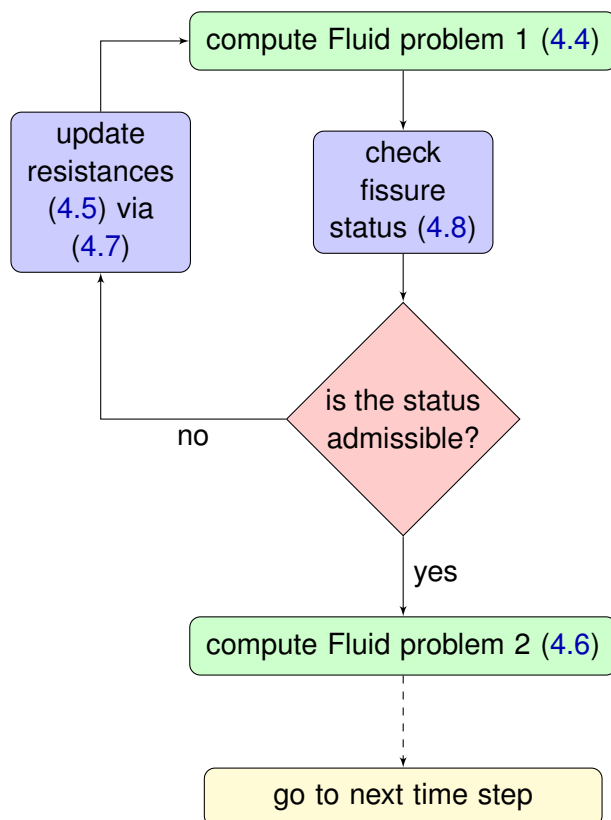 compute Fluid problem 1 (4.4)
update
resistances
(4.5) via
(4.7)
check
fissure
status (4.8)
is the status
admissible?
no
yes
compute Fluid problem 2 (4.6)
go to next time step